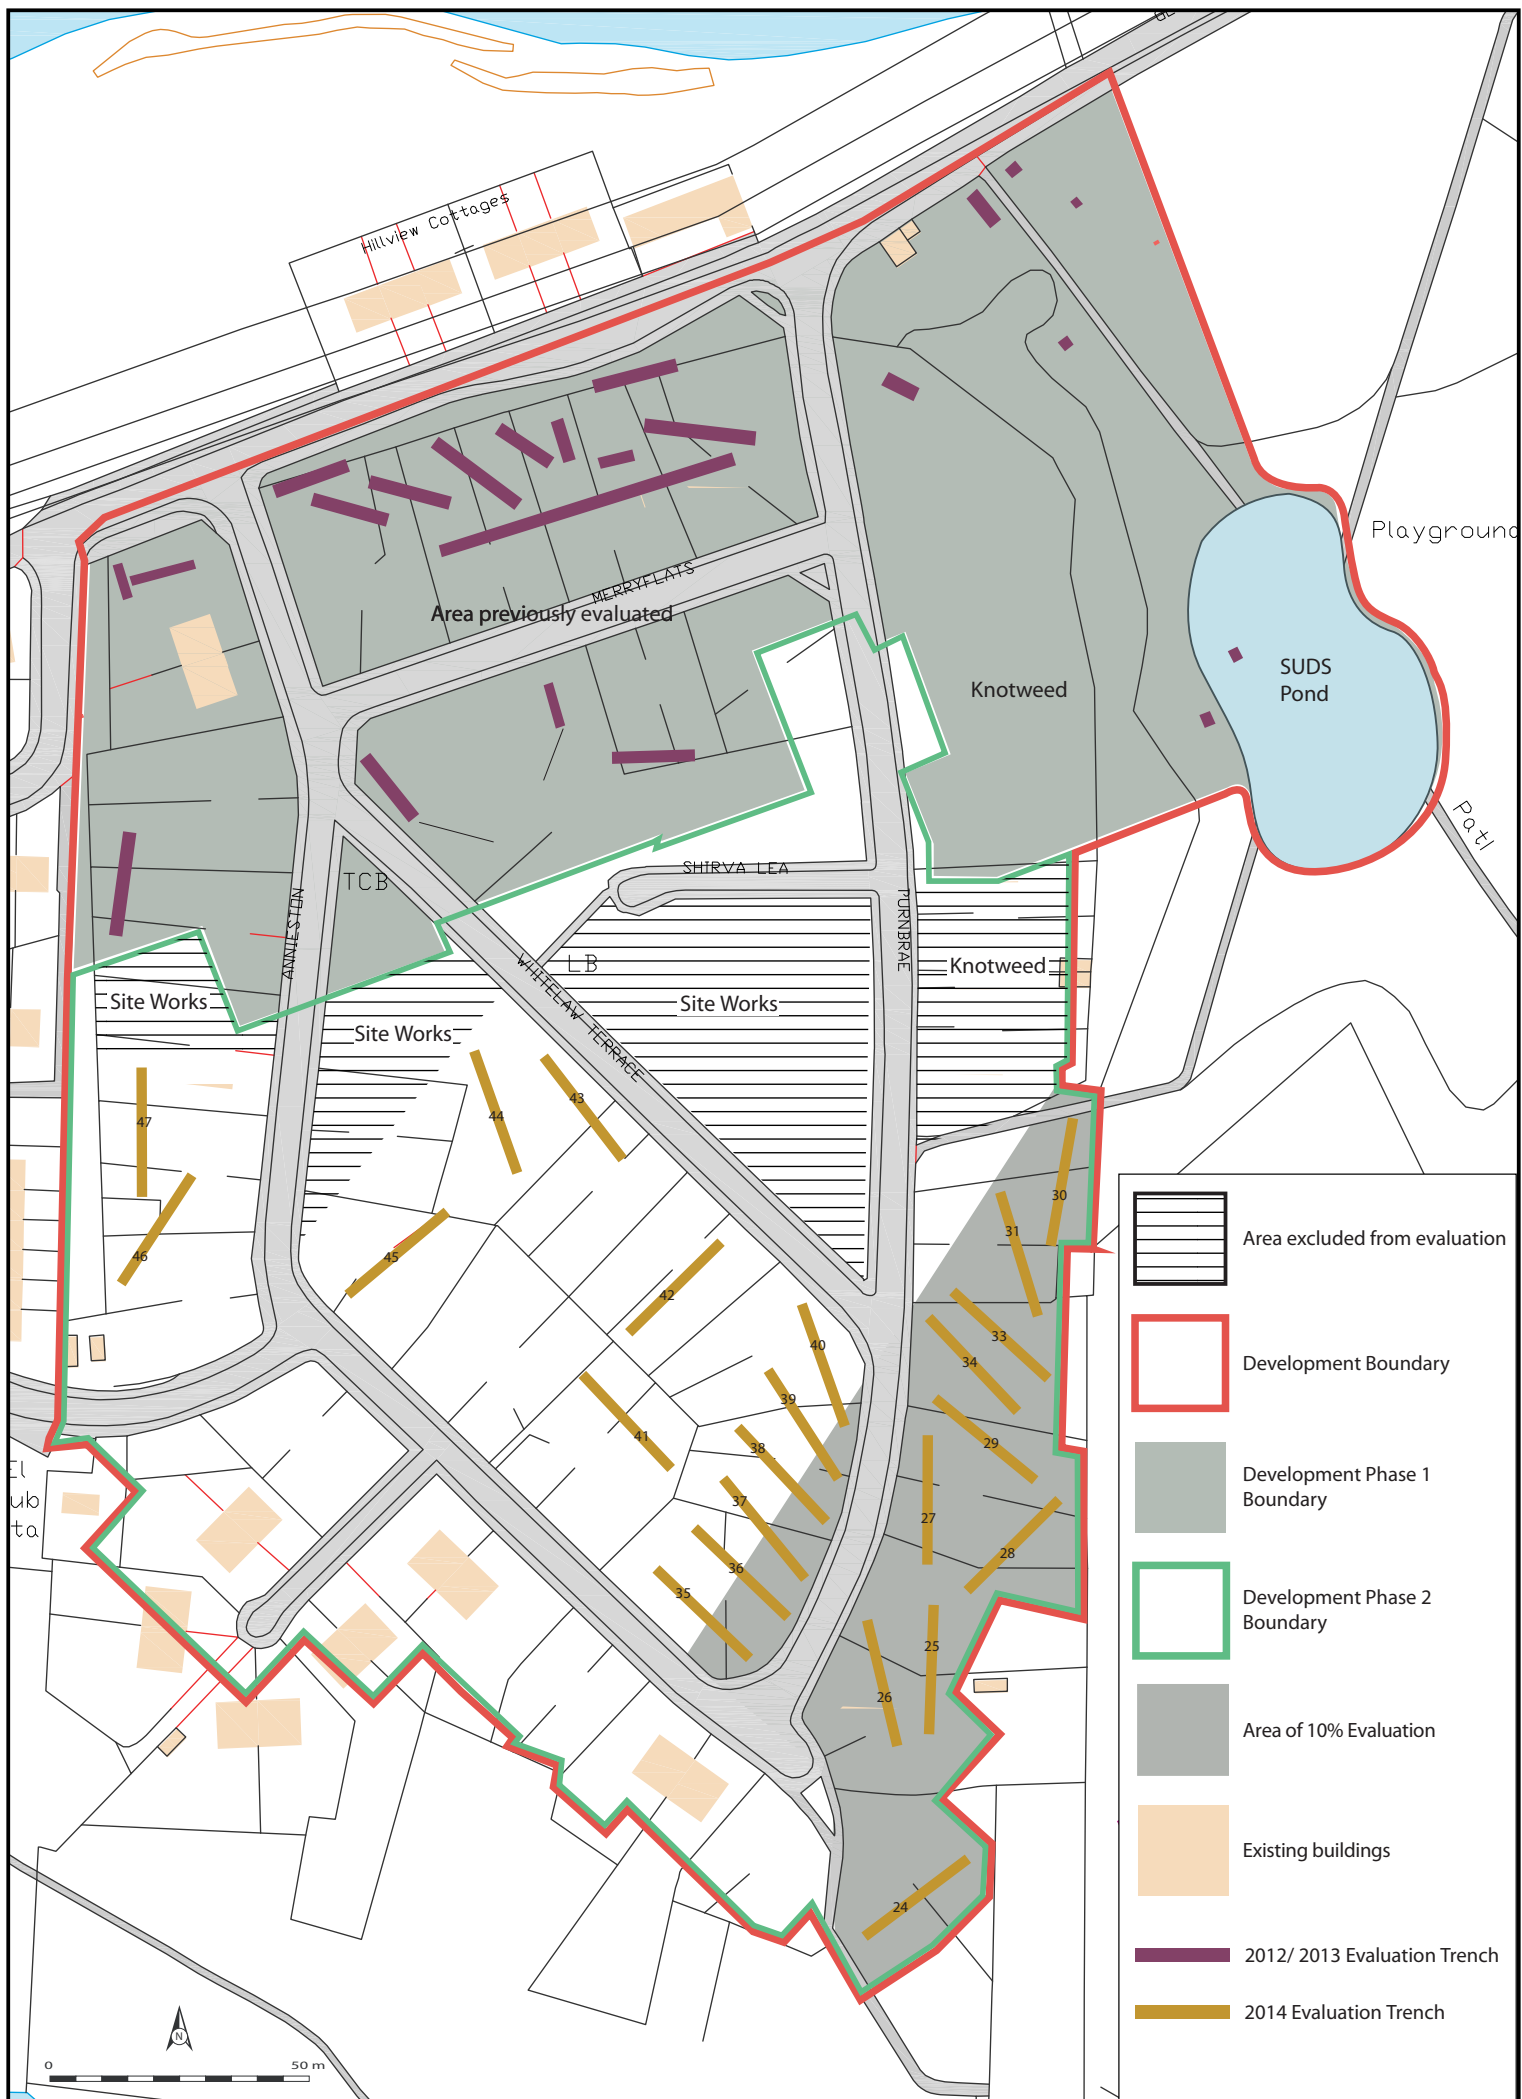 Hillview Cottages
Playground
MERRYFLATS
Area previously evaluated
Knotweed
SUDS
Pond
TCB
SHIRVA LEA
ANNIESTON
PURNBRAE
LB
WHITELAW TERRACE
Knotweed
Site Works
Site Works
Site Works
47
44
43
46
45
42
30
31
33
34
40
39
41
38
29
37
27
28
36
35
25
26
24
ub
ta
Area excluded from evaluation
Development Boundary
Development Phase 1
Boundary
Development Phase 2
Boundary
Area of 10% Evaluation
Existing buildings
2012/ 2013 Evaluation Trench
2014 Evaluation Trench
N
0 50 m